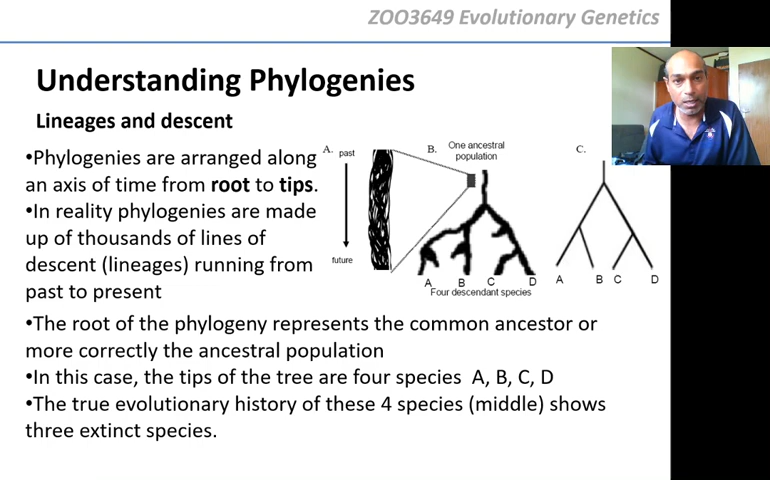 ZOO3649 Evolutionary Genetics
Understanding Phylogenies
Lineages and descent
•Phylogenies are arranged along
an axis of time from root to tips.
•In reality phylogenies are made
up of thousands of lines of
descent (lineages) running from
past to present
A. past
future
B. One ancestral
population
A B C D
Four descendant species
C.
A B C D
•The root of the phylogeny represents the common ancestor or
more correctly the ancestral population
•In this case, the tips of the tree are four species A, B, C, D
•The true evolutionary history of these 4 species (middle) shows
three extinct species.